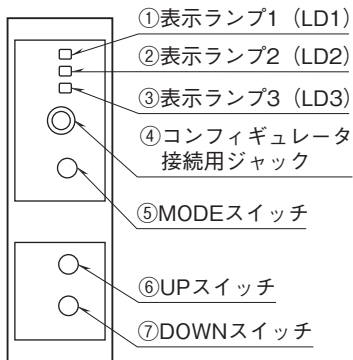 ①表示ランプ1（LD1）
②表示ランプ2（LD2）
③表示ランプ3（LD3）
④コンフィギュレータ
接続用ジャック
⑤MODEスイッチ
⑥UPスイッチ
⑦DOWNスイッチ